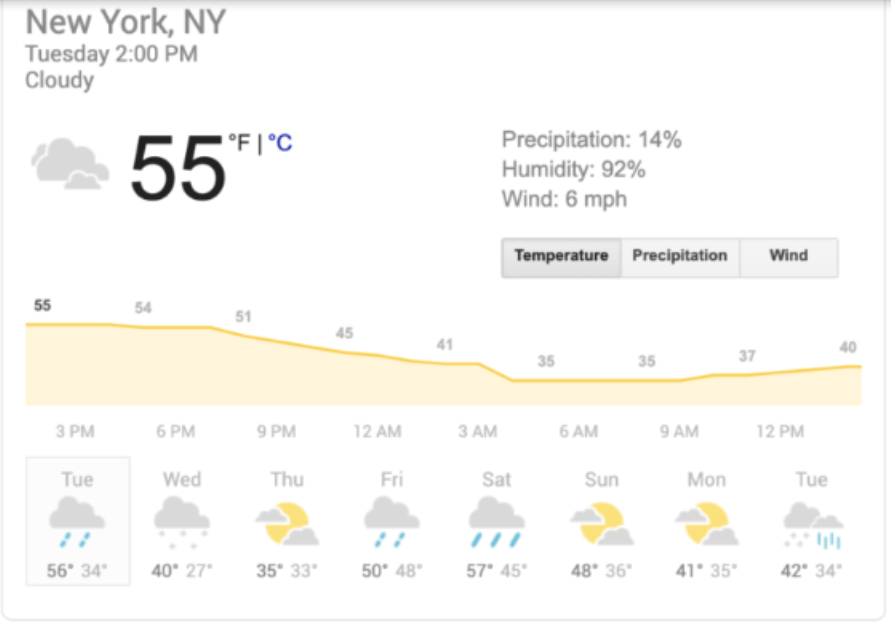 New York, NY
Tuesday 2:00 PM
Cloudy
55 °F | °C
Precipitation: 14%
Humidity: 92%
Wind: 6 mph
Temperature Precipitation Wind
55 54 51 45 41 35 35 37 40
3 PM 6 PM 9 PM 12 AM 3 AM 6 AM 9 AM 12 PM
Tue Wed Thu Fri Sat Sun Mon Tue
56° 34° 40° 27° 35° 33° 50° 48° 57° 45° 48° 36° 41° 35° 42° 34°